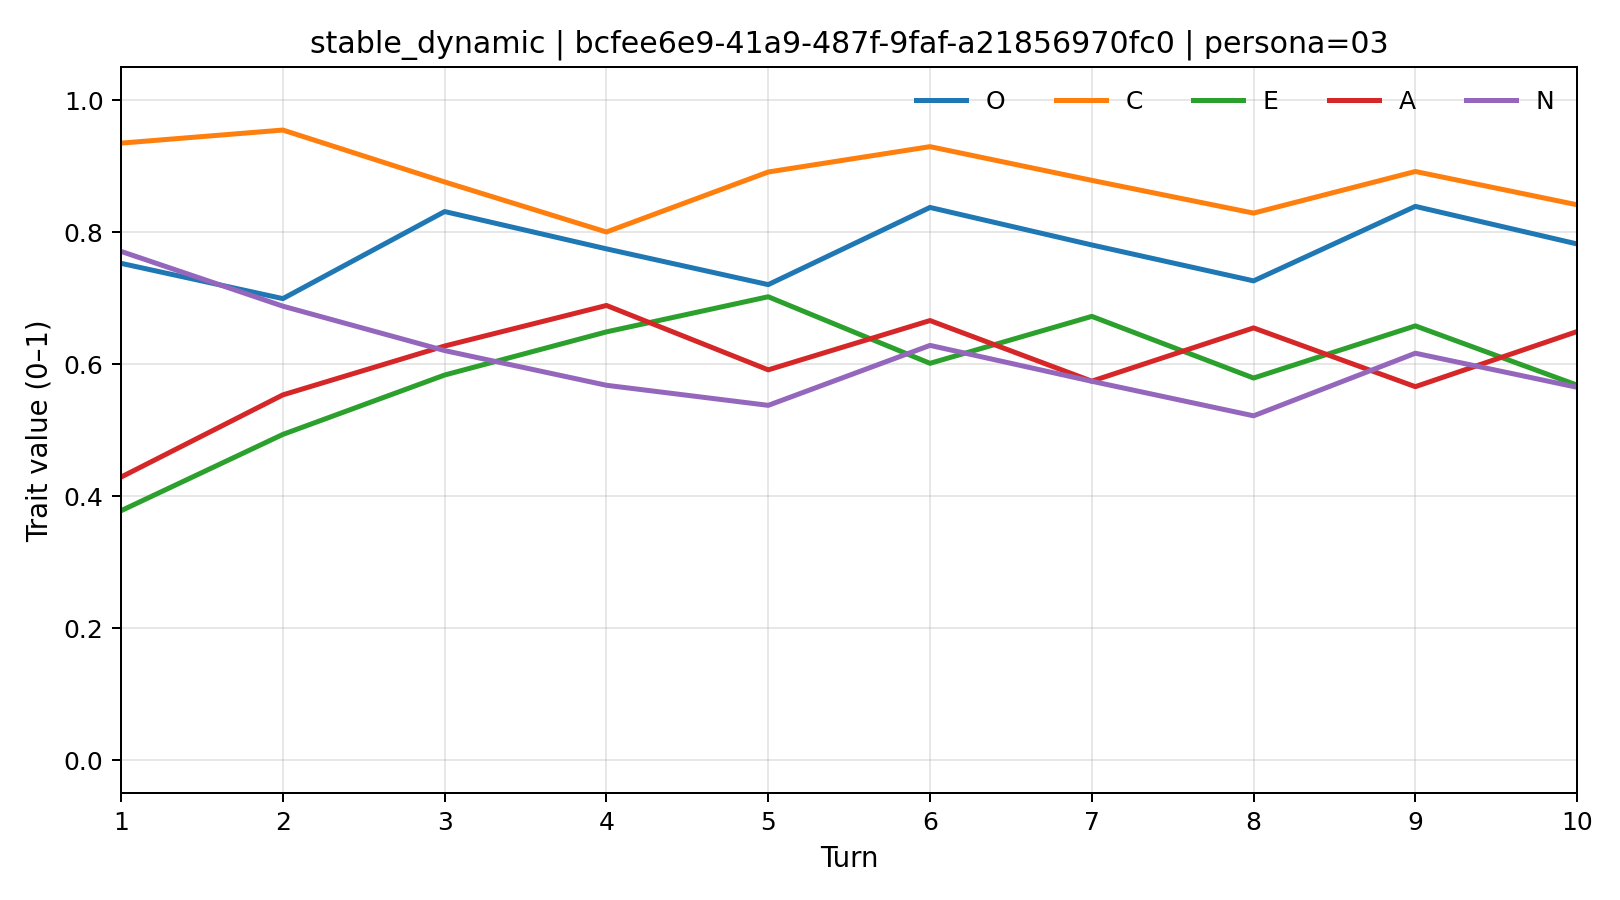 stable_dynamic | bcfee6e9-41a9-487f-9faf-a21856970fc0 | persona=03
O C E A N
Trait value (0–1)
1.0
0.8
0.6
0.4
0.2
0.0
1 2 3 4 5 6 7 8 9 10
Turn